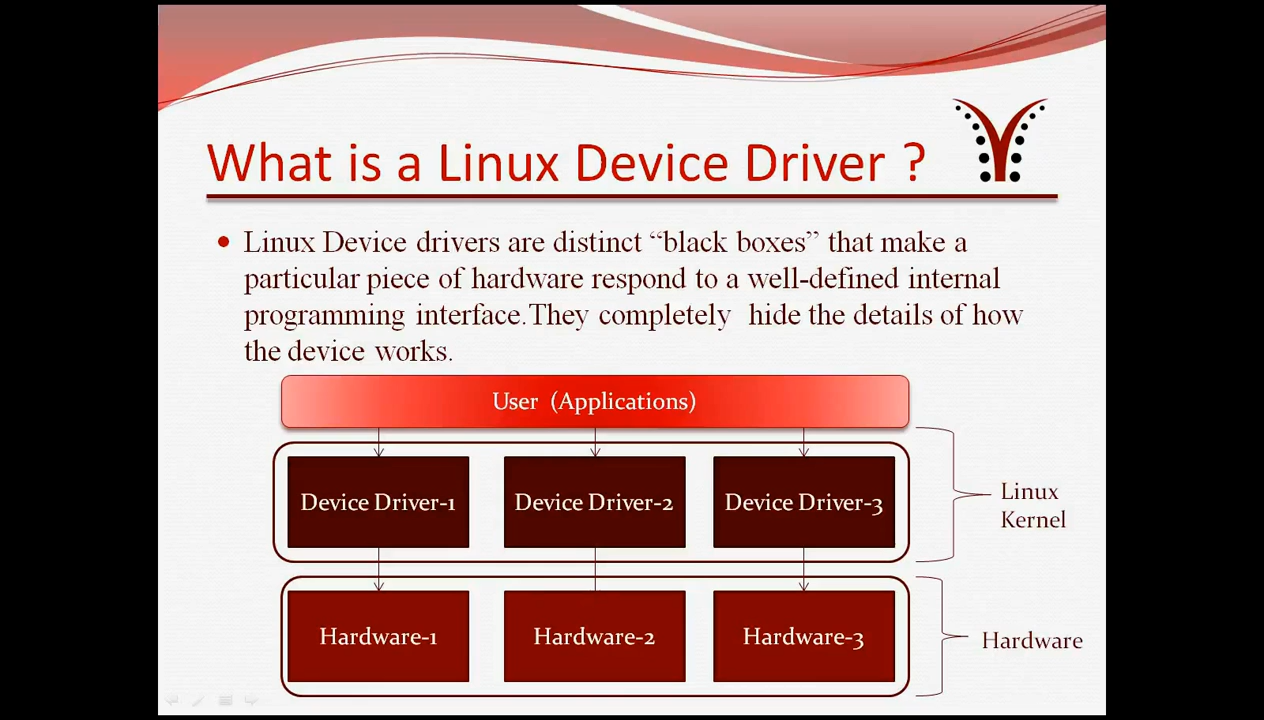 What is a Linux Device Driver ?
• Linux Device drivers are distinct “black boxes” that make a
particular piece of hardware respond to a well-defined internal
programming interface.They completely hide the details of how
the device works.
User (Applications)
Device Driver-1
Device Driver-2
Device Driver-3
Linux
Kernel
Hardware-1
Hardware-2
Hardware-3
Hardware